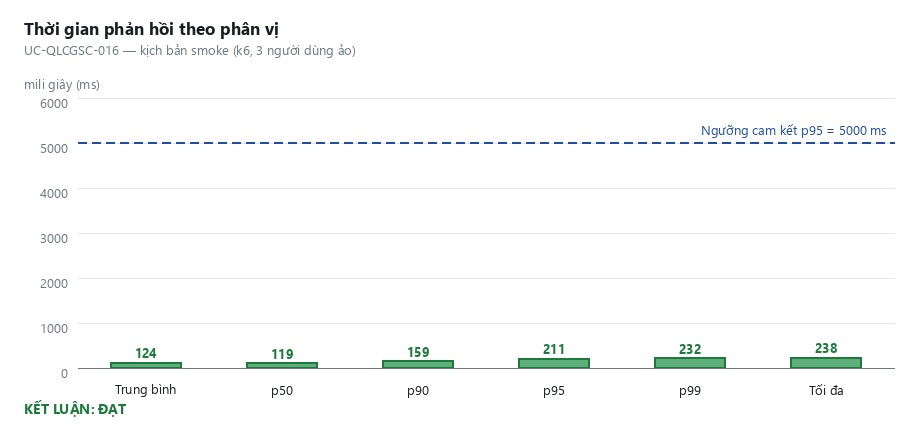 Thời gian phản hồi theo phân vị
UC-QLCGSC-016 — kịch bản smoke (k6, 3 người dùng ảo)
mili giây (ms)
6000
Ngưỡng cam kết p95 = 5000 ms
5000
4000
3000
2000
1000
0
124 119 159 211 232 238
Trung bình p50 p90 p95 p99 Tối đa
KẾT LUẬN: ĐẠT